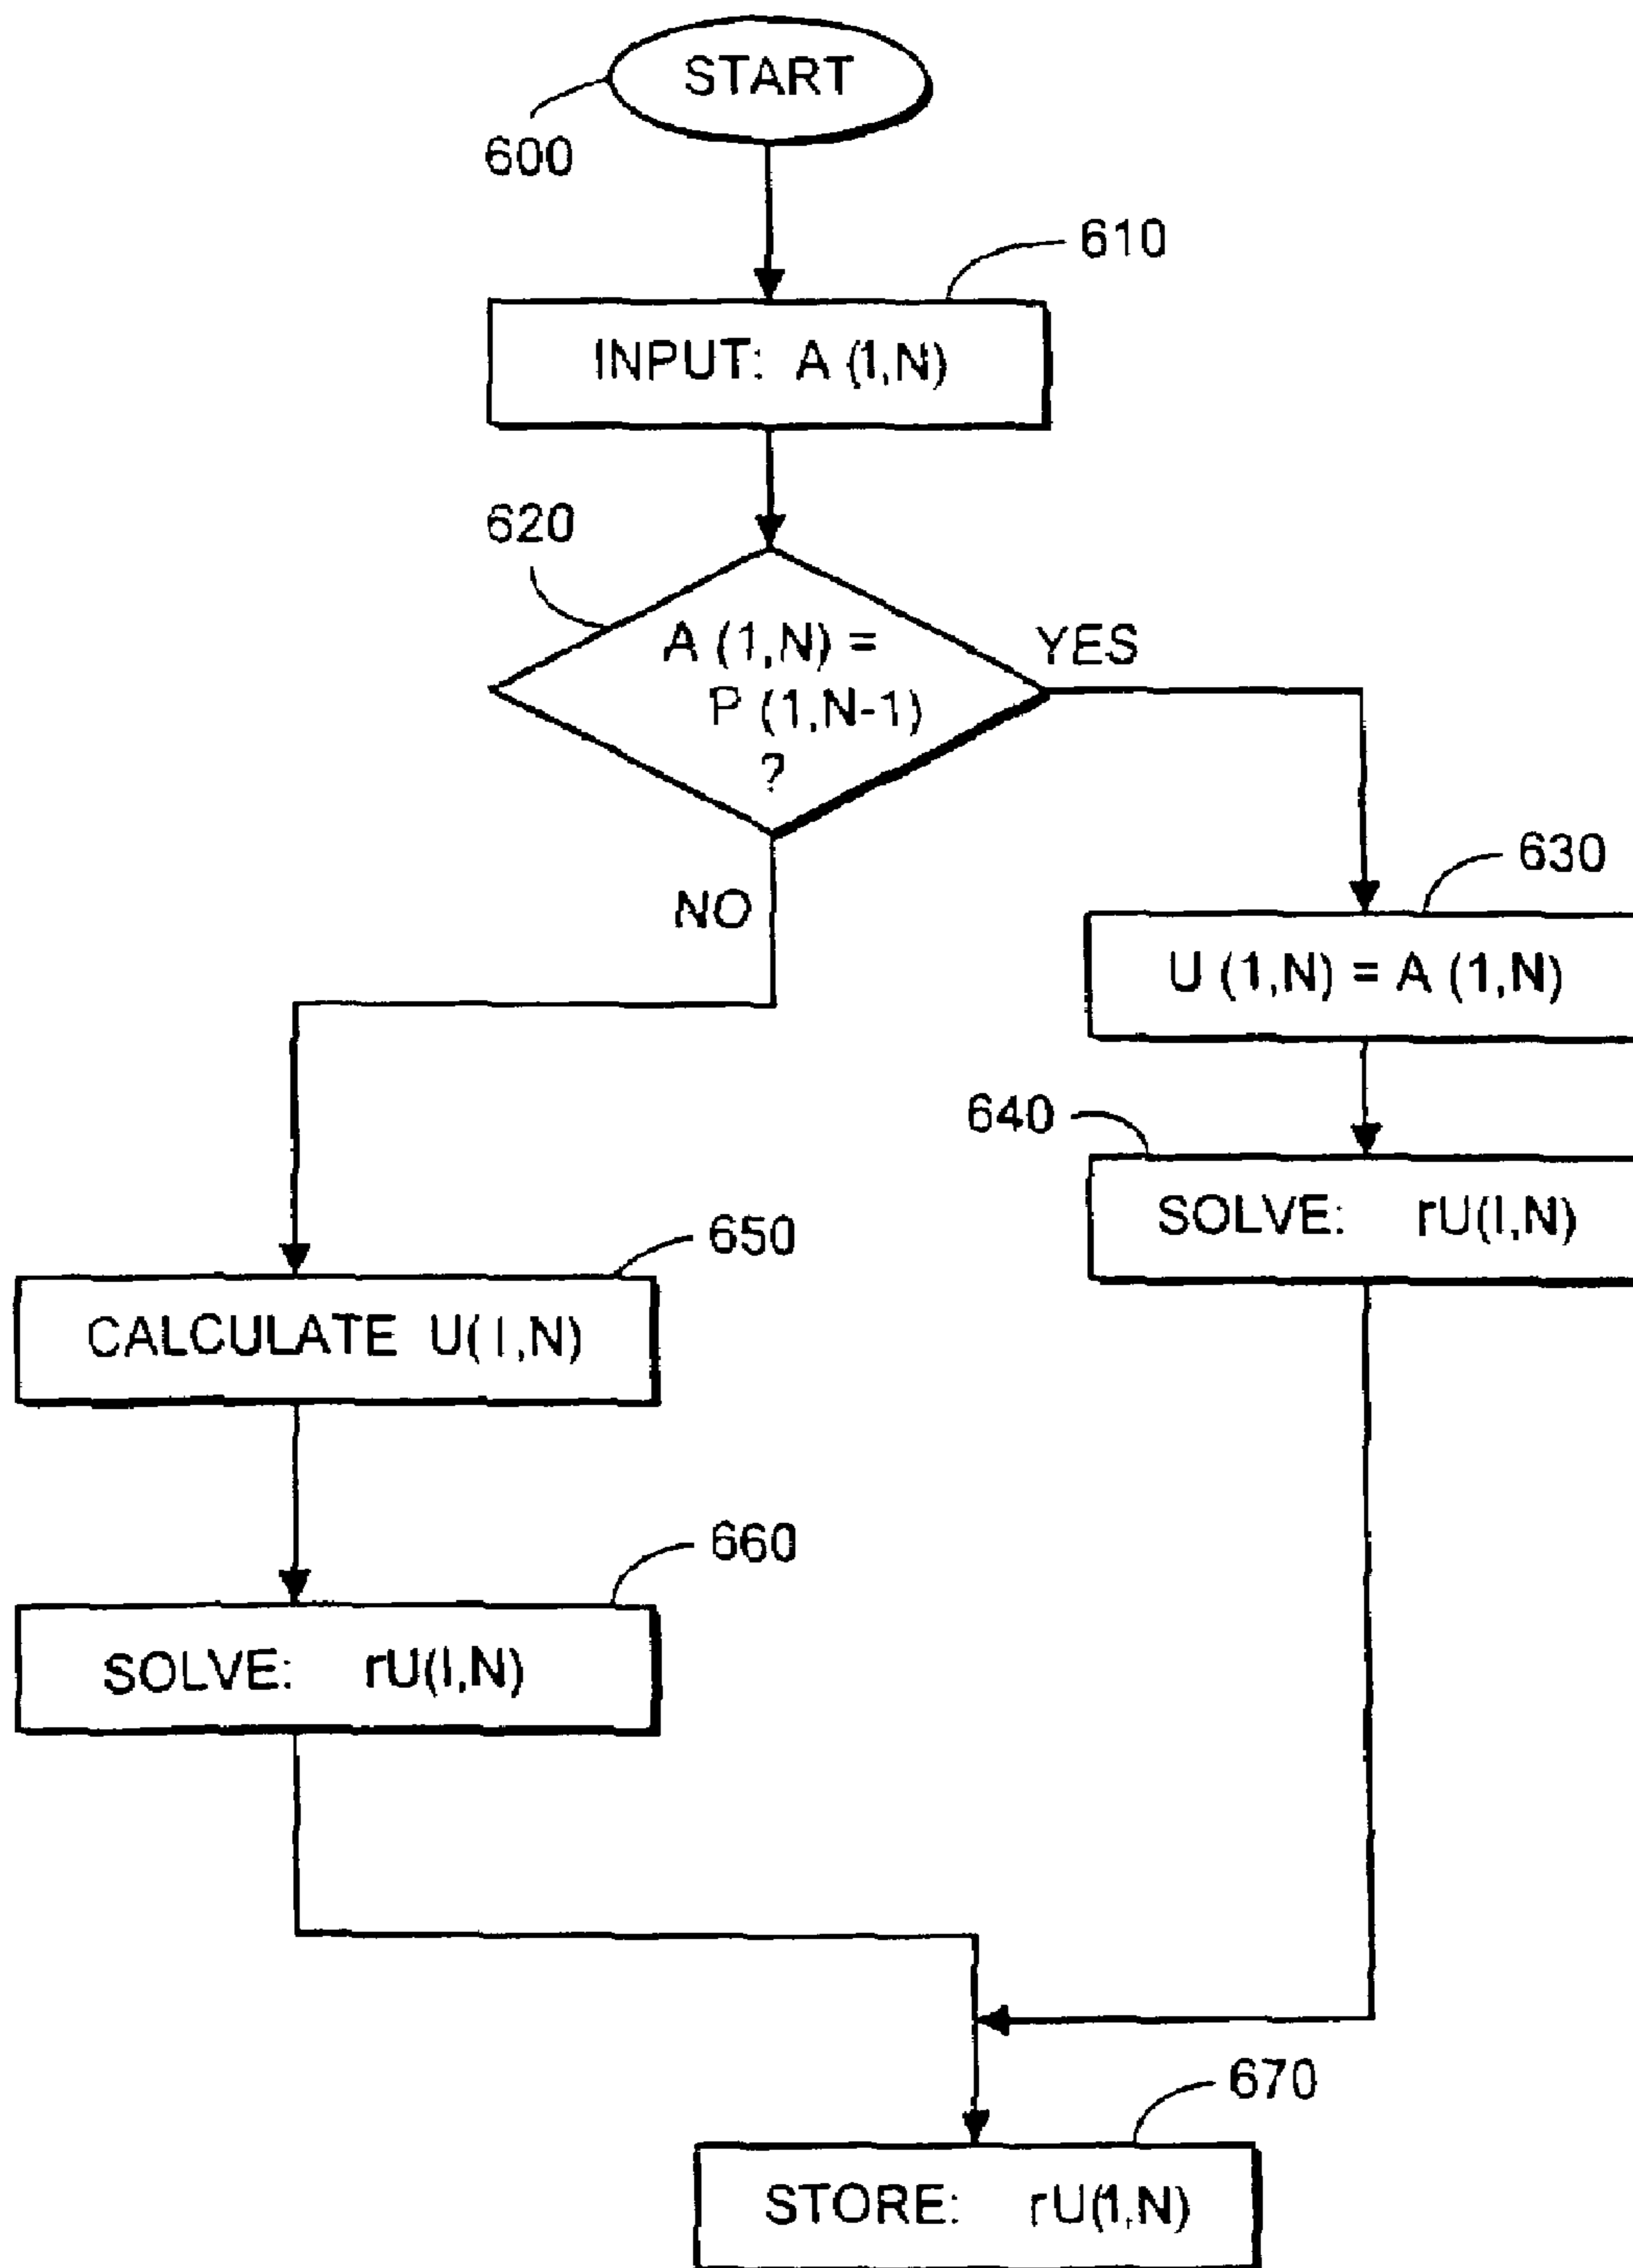 START
600
610
INPUT: A (1,N)
620
A (1,N) =
P (1,N-1)
?
YES
NO
630
U (1,N) = A (1,N)
640
SOLVE: rU(I,N)
650
CALCULATE U(I,N)
660
SOLVE: rU(I,N)
670
STORE: rU(1,N)